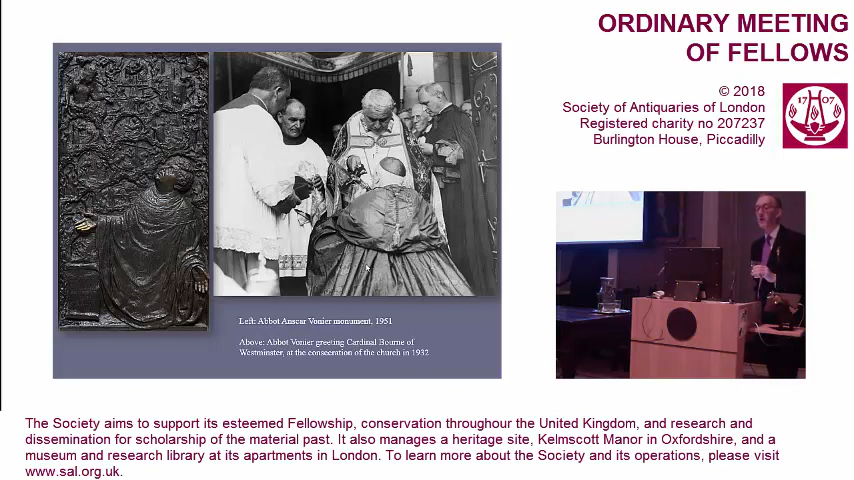 ORDINARY MEETING
OF FELLOWS
© 2018
Society of Antiquaries of London
Registered charity no 207237
Burlington House, Piccadilly
17 07
Left: Abbot Anscar Vonier monument, 1951
Above: Abbot Vonier greeting Cardinal Bourne of
Westminster, at the consecration of the church in 1932
The Society aims to support its esteemed Fellowship, conservation throughour the United Kingdom, and research and
dissemination for scholarship of the material past. It also manages a heritage site, Kelmscott Manor in Oxfordshire, and a
museum and research library at its apartments in London. To learn more about the Society and its operations, please visit
www.sal.org.uk.